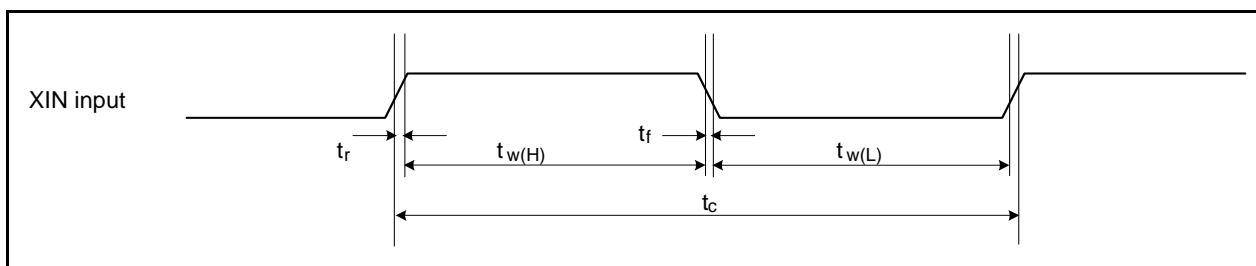 XIN input
tr
tw(H)
tf
tw(L)
tc